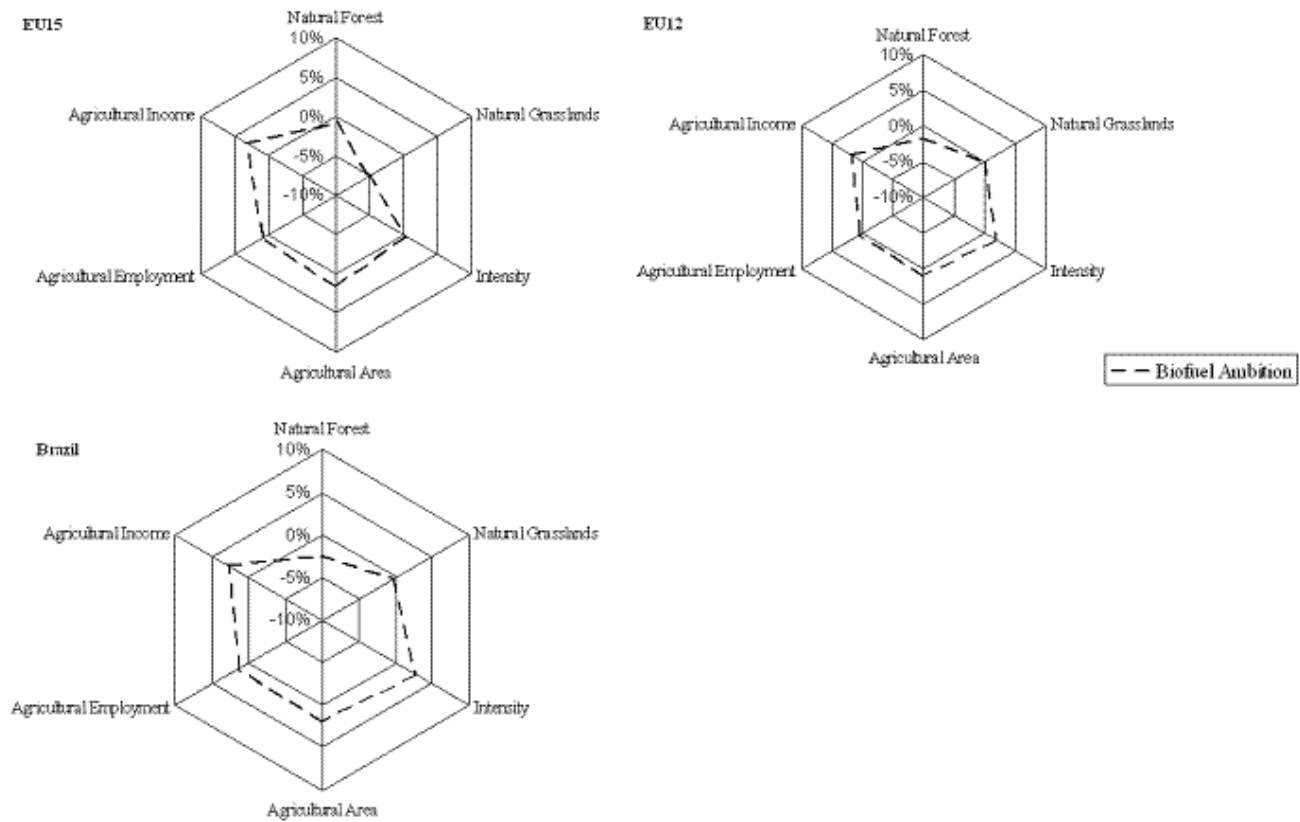 EU15
Natural Forest
10%
5%
0%
-5%
-10%
Agricultural Income
Natural Grasslands
Agricultural Employment
Intensity
Agricultural Area
EU12
Natural Forest
10%
5%
0%
-5%
-10%
Agricultural Income
Natural Grasslands
Agricultural Employment
Intensity
Agricultural Area
Biofuel Ambition
Brazil
Natural Forest
10%
5%
0%
-5%
-10%
Agricultural Income
Natural Grasslands
Agricultural Employment
Intensity
Agricultural Area